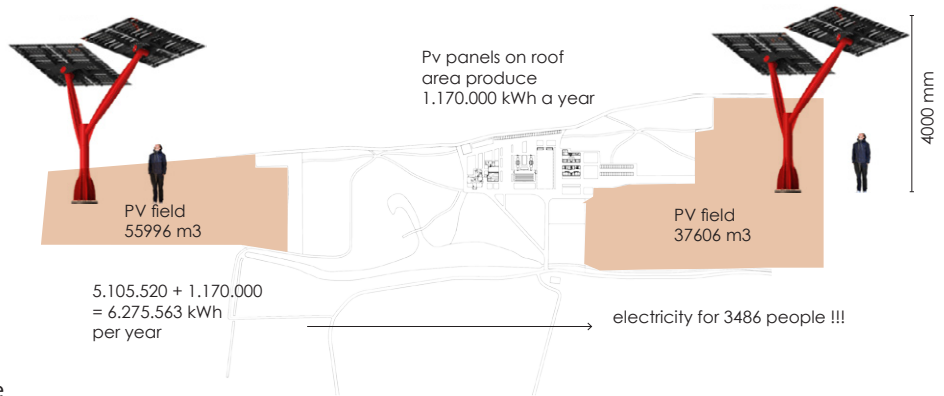 Pv panels on roof
area produce
1.170.000 kWh a year
4000 mm
PV field
55996 m3
PV field
37606 m3
5.105.520 + 1.170.000
= 6.275.563 kWh
per year
electricity for 3486 people !!!
e